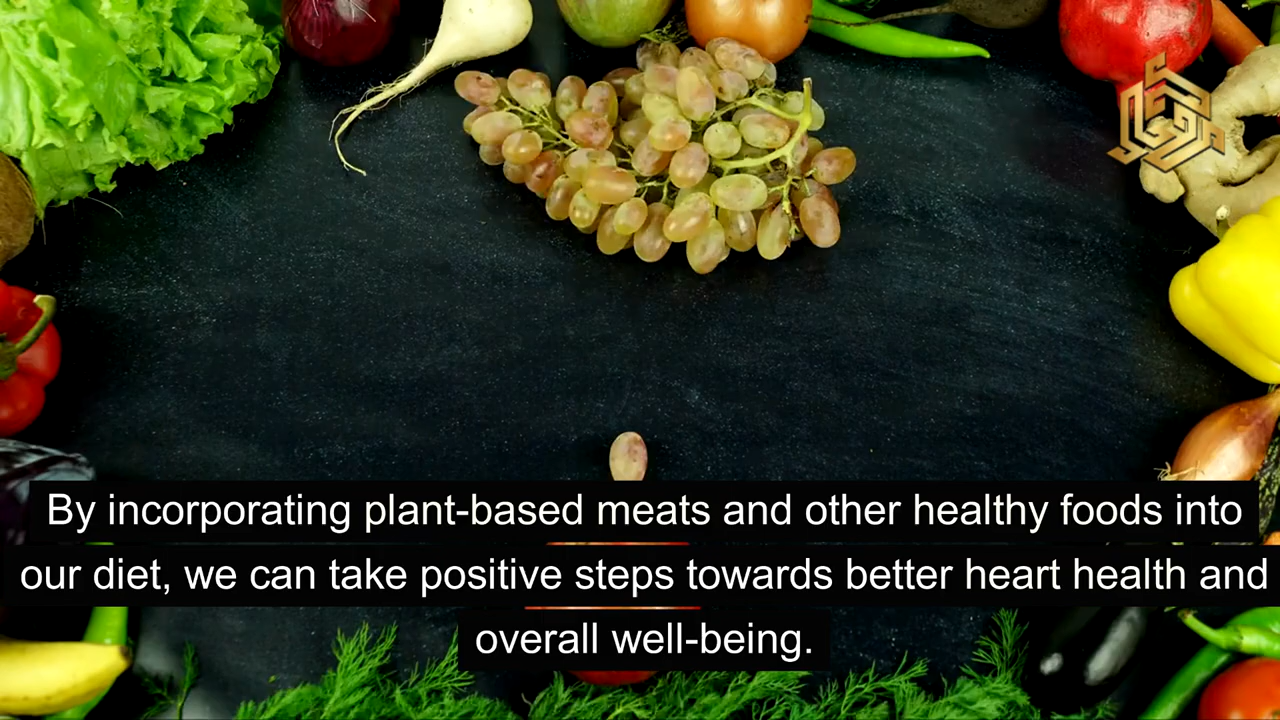 By incorporating plant-based meats and other healthy foods into
our diet, we can take positive steps towards better heart health and
overall well-being.